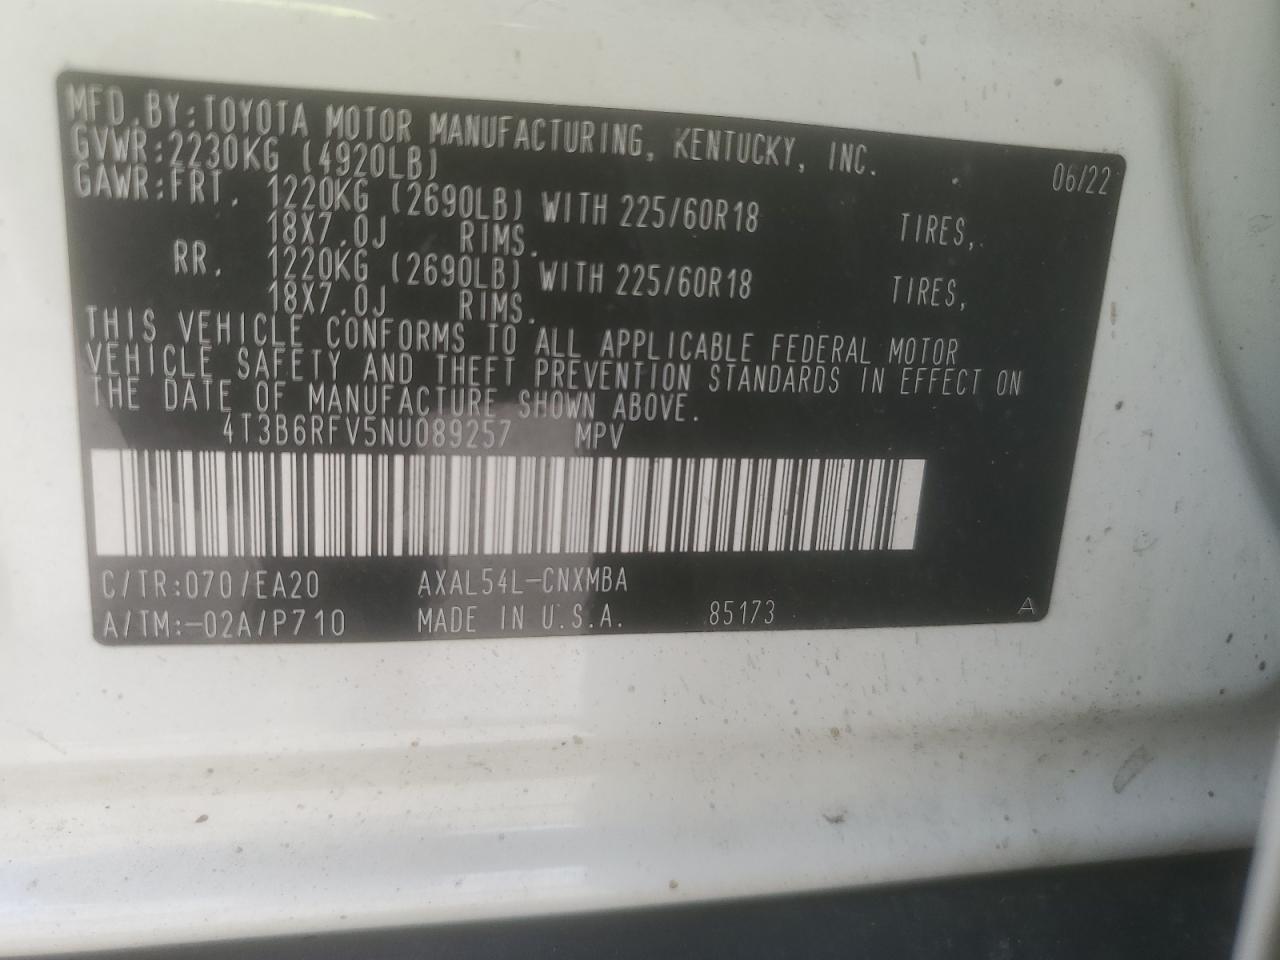 MFD. BY: TOYOTA MOTOR MANUFACTURING, KENTUCKY, INC. 06/22
GVWR: 2230KG (4920LB)
GAWR: FRT. 1220KG (2690LB) WITH 225/60R18 TIRES,
18X7.0J RIMS.
RR. 1220KG (2690LB) WITH 225/60R18 TIRES,
18X7.0J RIMS.
THIS VEHICLE CONFORMS TO ALL APPLICABLE FEDERAL MOTOR
VEHICLE SAFETY AND THEFT PREVENTION STANDARDS IN EFFECT ON
THE DATE OF MANUFACTURE SHOWN ABOVE.
4T3B6RFV5NU089257 MPV
C/TR:070/EA20 AXAL54L-CNXMBA
A/TM:-02A/P710 MADE IN U.S.A. 85173 A